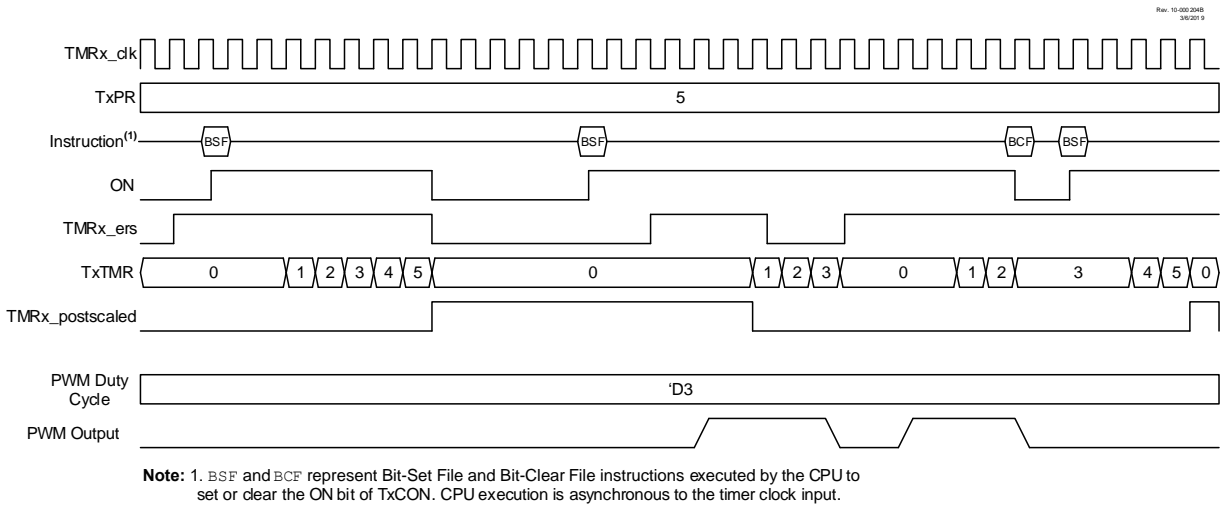 Rev. 10-000204B
3/6/2019
TMRx_clk
TxPR 5
Instruction(1) BSF BSF BCF BSF
ON
TMRx_ers
TxTMR 0 1 2 3 4 5 0 1 2 3 0 1 2 3 4 5 0
TMRx_postscaled
PWM Duty
Cycle
‘D3
PWM Output
Note: 1. BSF and BCF represent Bit-Set File and Bit-Clear File instructions executed by the CPU to
set or clear the ON bit of TxCON. CPU execution is asynchronous to the timer clock input.